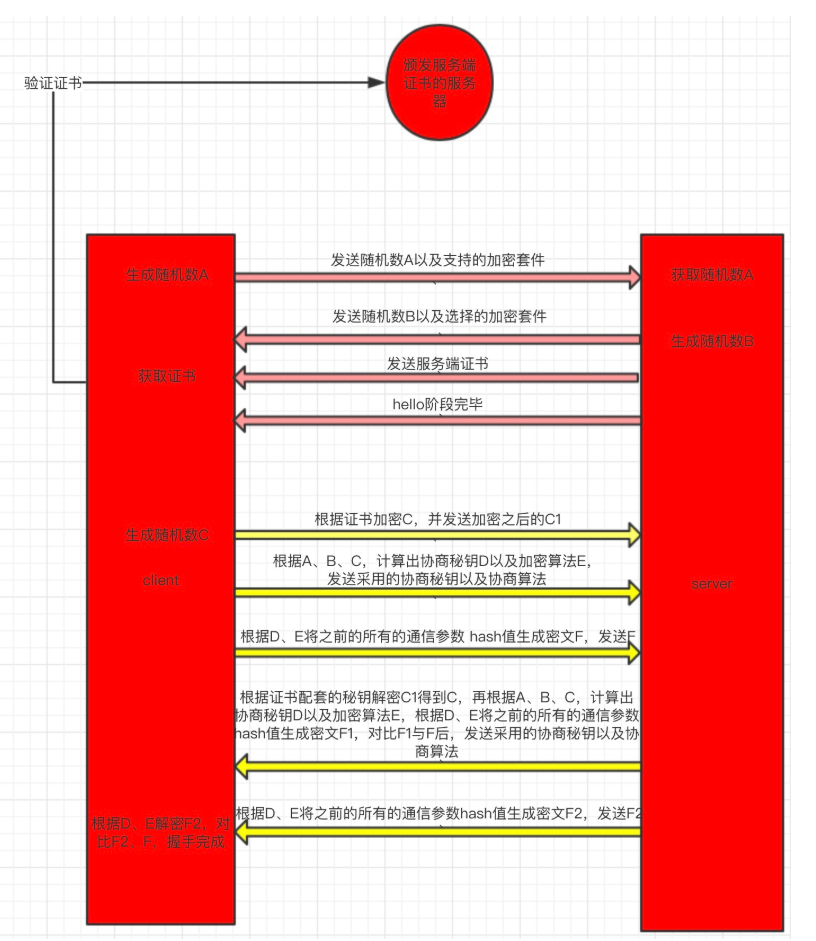 颁发服务端
证书的服务
器
验证证书
发送随机数A以及支持的加密套件
生成随机数A
获取随机数A
发送随机数B以及选择的加密套件
生成随机数B
发送服务端证书
获取证书
hello阶段完毕
根据证书加密C，并发送加密之后的C1
生成随机数C
根据A、B、C，计算出协商秘钥D以及加密算法E，
发送采用的协商秘钥以及协商算法
client
server
根据D、E将之前的所有的通信参数 hash值生成密文F，发送F
根据证书配套的秘钥解密C1得到C，再根据A、B、C，计算出
协商秘钥D以及加密算法E，根据D、E将之前的所有的通信参数
hash值生成密文F1，对比F1与F后，发送采用的协商秘钥以及协
商算法
根据D、E将之前的所有的通信参数hash值生成密文F2，发送F2
根据D、E解密F2，对
比F2、F，握手完成